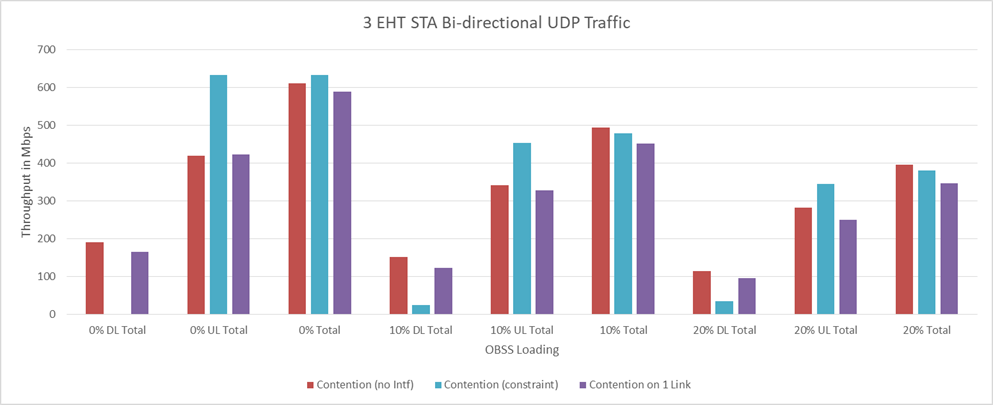 3 EHT STA Bi-directional UDP Traffic
700
600
500
400
300
200
100
0
Throughput in Mbps
0% DL Total
0% UL Total
0% Total
10% DL Total
10% UL Total
10% Total
20% DL Total
20% UL Total
20% Total
OBSS Loading
Contention (no Intf)
Contention (constraint)
Contention on 1 Link